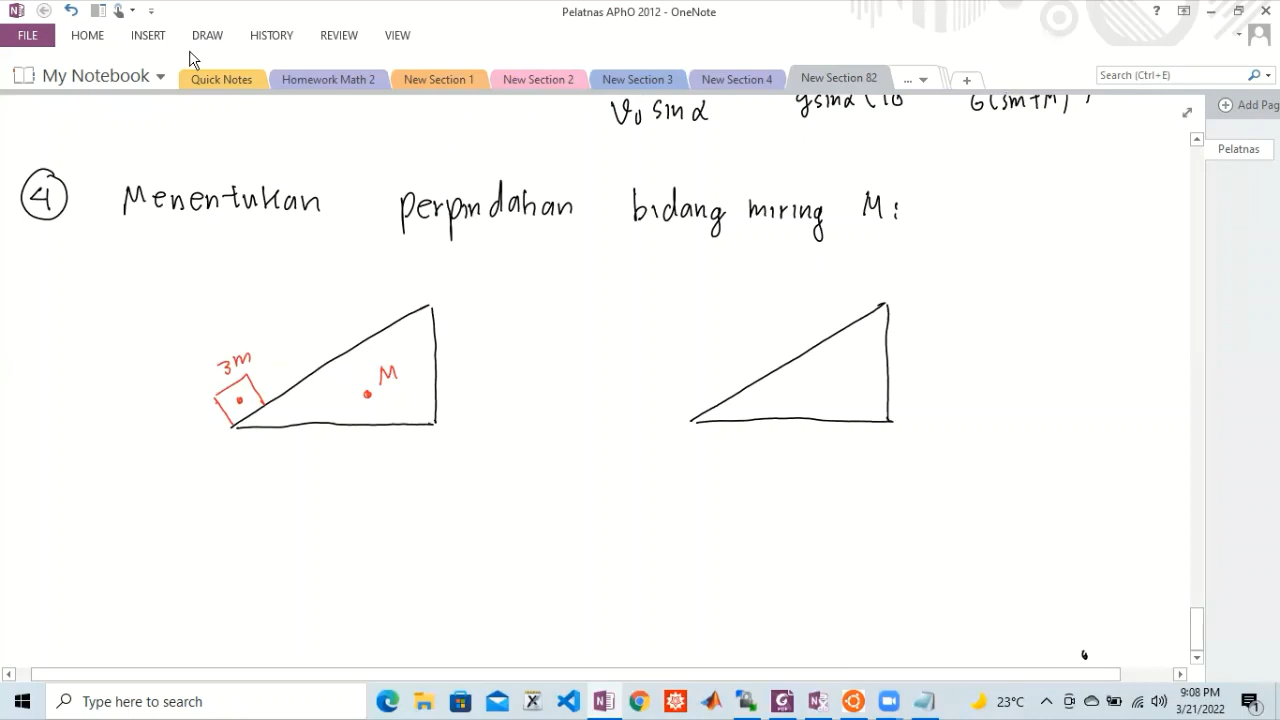 Pelatnas APhO 2012 - OneNote
FILE HOME INSERT DRAW HISTORY REVIEW VIEW
My Notebook Quick Notes Homework Math 2 New Section 1 New Section 2 New Section 3 New Section 4 New Section 82 ... + Search (Ctrl+E)
Add Pag
Pelatnas
v₀ sin α
4 Menentukan perpindahan bidang miring M:
3m
M
Type here to search
23°C
9:08 PM
3/21/2022